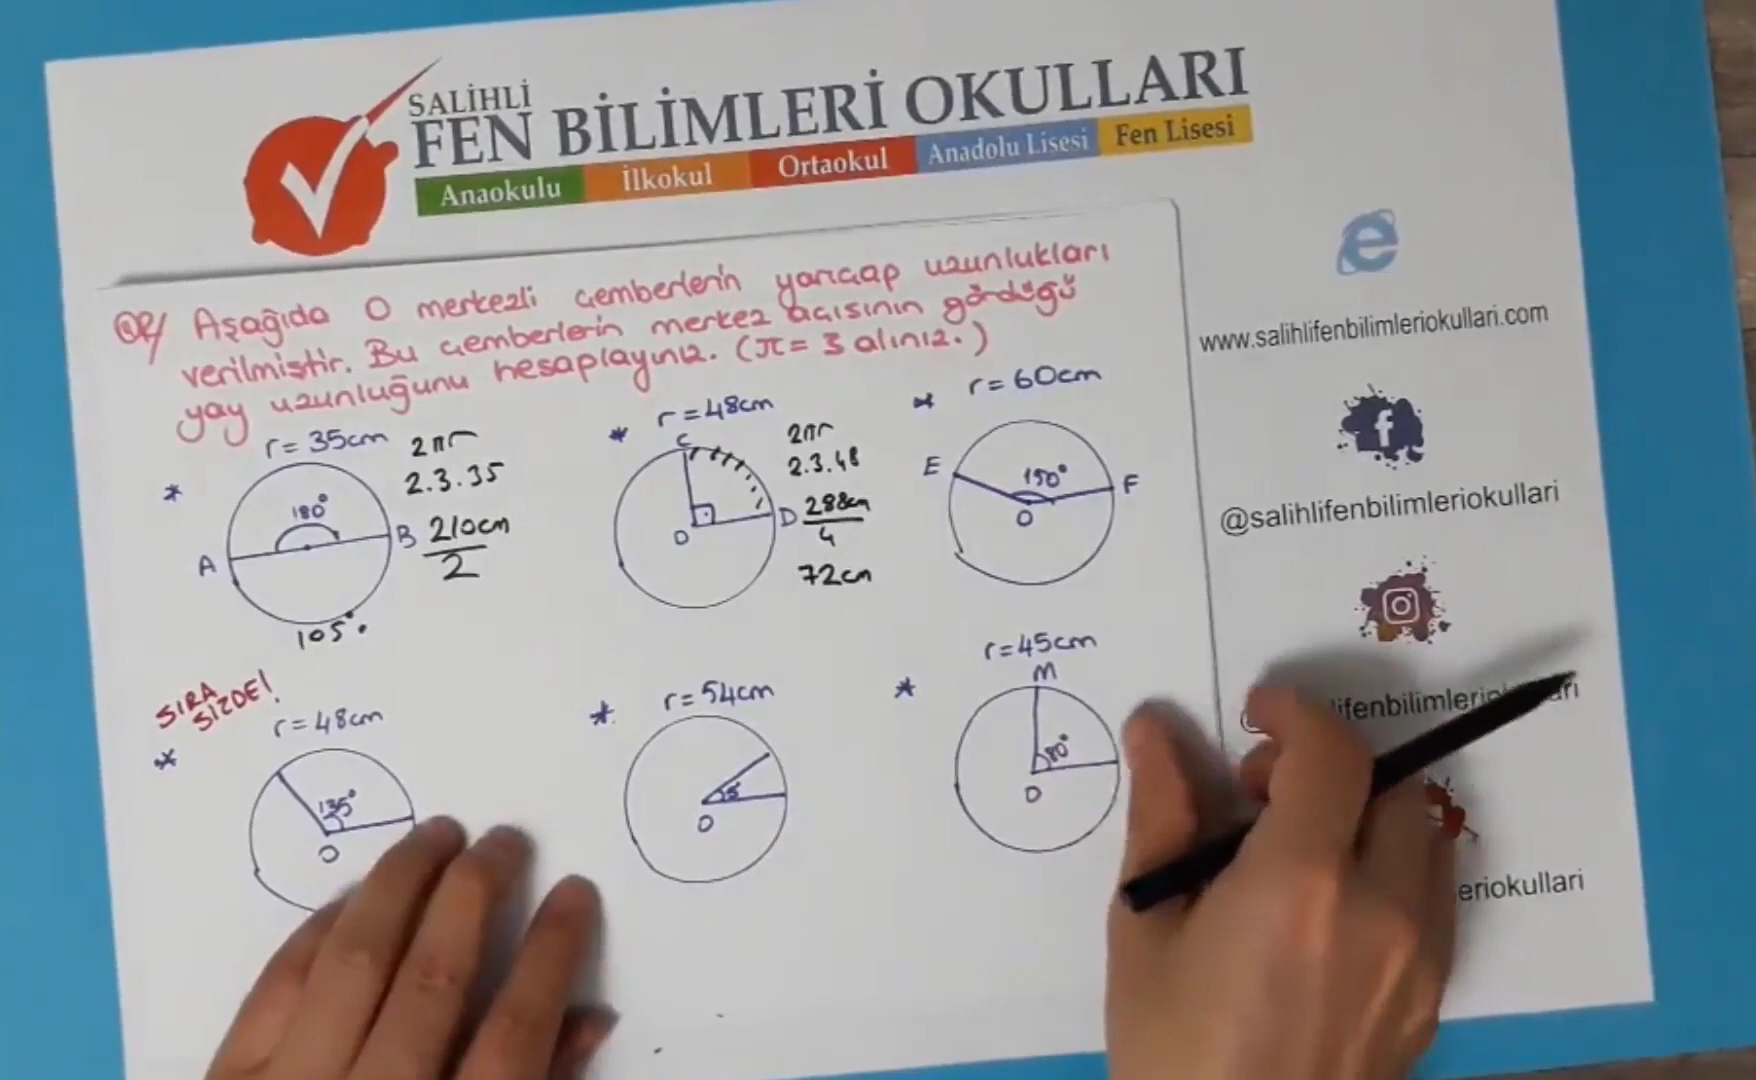 SALİHLİ
FEN BİLİMLERİ OKULLARI
Anaokulu İlkokul Ortaokul Anadolu Lisesi Fen Lisesi
Aşağıda O merkezli çemberlerin yarıçap uzunlukları
verilmiştir. Bu çemberlerin merkez açısının gördüğü
yay uzunluğunu hesaplayınız. (π = 3 alınız.)
* r = 35cm
180°
A
B
2πr
2.3.35
210cm
2
105°
* r = 48cm
C
O
D
2πr
2.3.48
288cm
4
72cm
* r = 60cm
E
150°
F
O
SIRA
SİZDE!
* r = 48cm
135°
O
* r = 54cm
O
* r = 45cm
M
80°
O
www.salihlifenbilimleriokullari.com
f
@salihlifenbilimleriokullari
lifenbilimleri
eriokullari